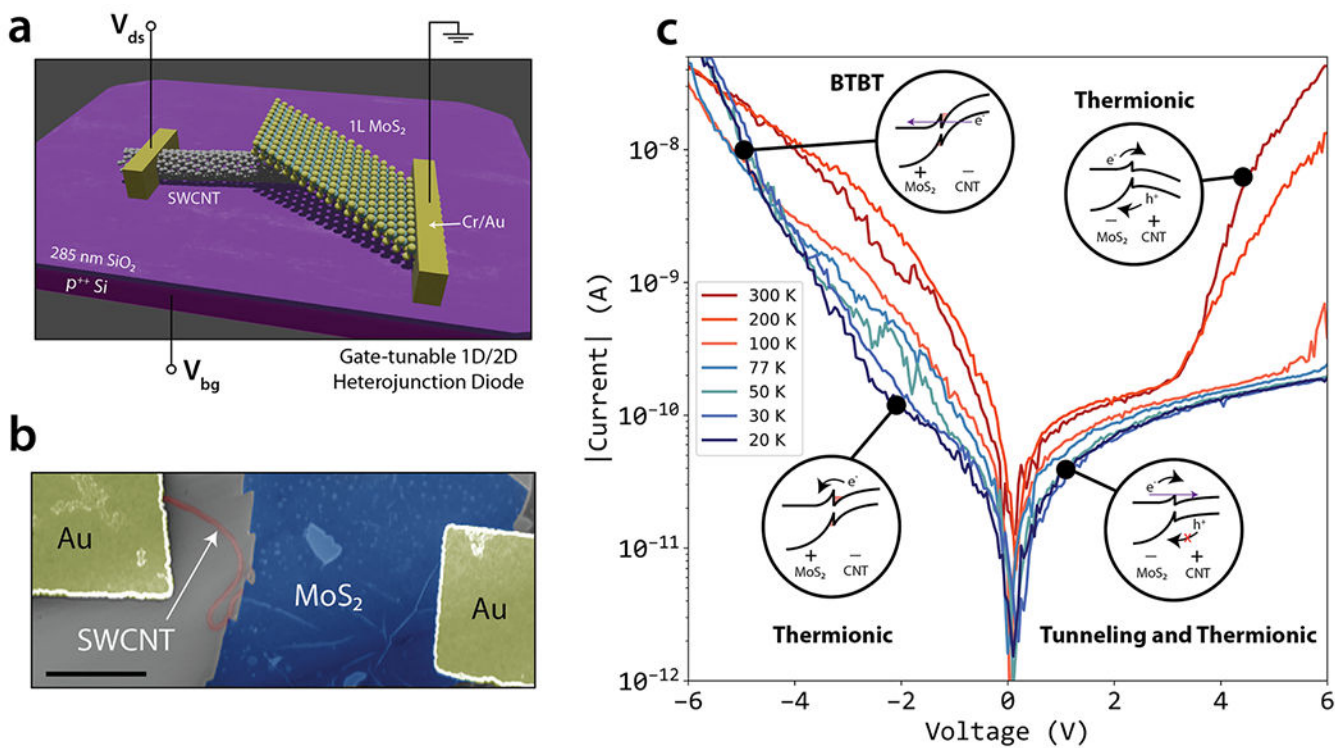 a
V_ds
1L MoS₂
SWCNT
Cr/Au
285 nm SiO₂
p⁺⁺ Si
V_bg
Gate-tunable 1D/2D
Heterojunction Diode
b
Au
SWCNT
MoS₂
Au
c
|Current| (A)
10⁻⁸
10⁻⁹
10⁻¹⁰
10⁻¹¹
10⁻¹²
BTBT
e⁻
+ −
MoS₂ CNT
Thermionic
e⁻
h⁺
− +
MoS₂ CNT
300 K
200 K
100 K
77 K
50 K
30 K
20 K
e⁻
+ −
MoS₂ CNT
Thermionic
e⁻
h⁺
− +
MoS₂ CNT
Tunneling and Thermionic
−6 −4 −2 0 2 4 6
Voltage (V)